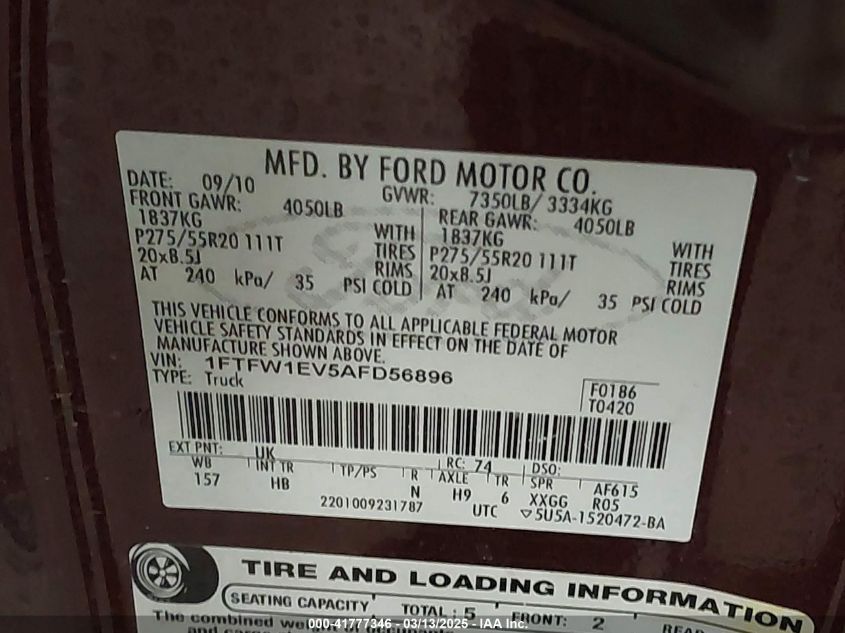 MFD. BY FORD MOTOR CO.
DATE: 09/10 GVWR: 7350LB/ 3334KG
FRONT GAWR: 4050LB REAR GAWR: 4050LB
1837KG WITH 1837KG WITH
P275/55R20 111T TIRES P275/55R20 111T TIRES
20x8.5J RIMS 20x8.5J RIMS
AT 240 kPa/ 35 PSI COLD AT 240 kPa/ 35 PSI COLD
THIS VEHICLE CONFORMS TO ALL APPLICABLE FEDERAL MOTOR
VEHICLE SAFETY STANDARDS IN EFFECT ON THE DATE OF
MANUFACTURE SHOWN ABOVE.
VIN: 1FTFW1EV5AFD56896
TYPE: Truck
F0186
T0420
EXT PNT: UK RC: 74 DSO:
WB INT TR TP/PS R AXLE TR SPR AF615
157 HB N H9 6 XXGG R05
2201009231787 UTC ▽5U5A-1520472-BA
TIRE AND LOADING INFORMATION
SEATING CAPACITY TOTAL : 5 FRONT: 2 REAR
The combined weight of occupants
000-41777346 - 03/13/2025 - IAA Inc.